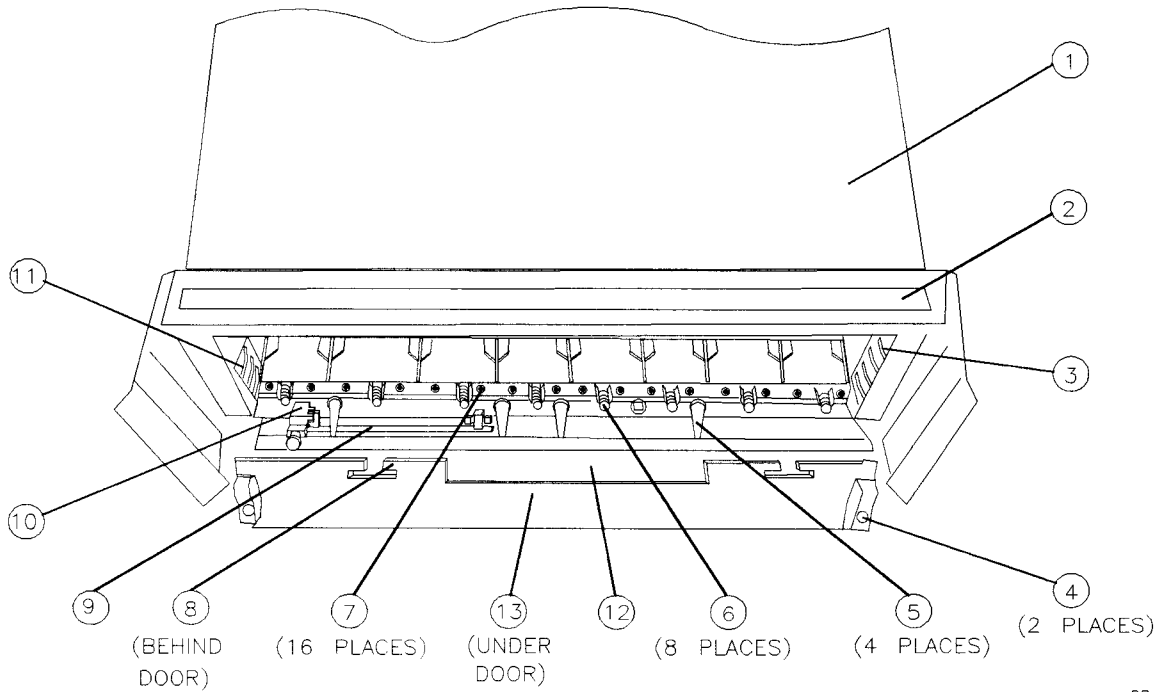 1
2
11
3
10
9
8
(BEHIND
DOOR)
7
(16 PLACES)
13
(UNDER
DOOR)
12
6
(8 PLACES)
5
(4 PLACES)
4
(2 PLACES)